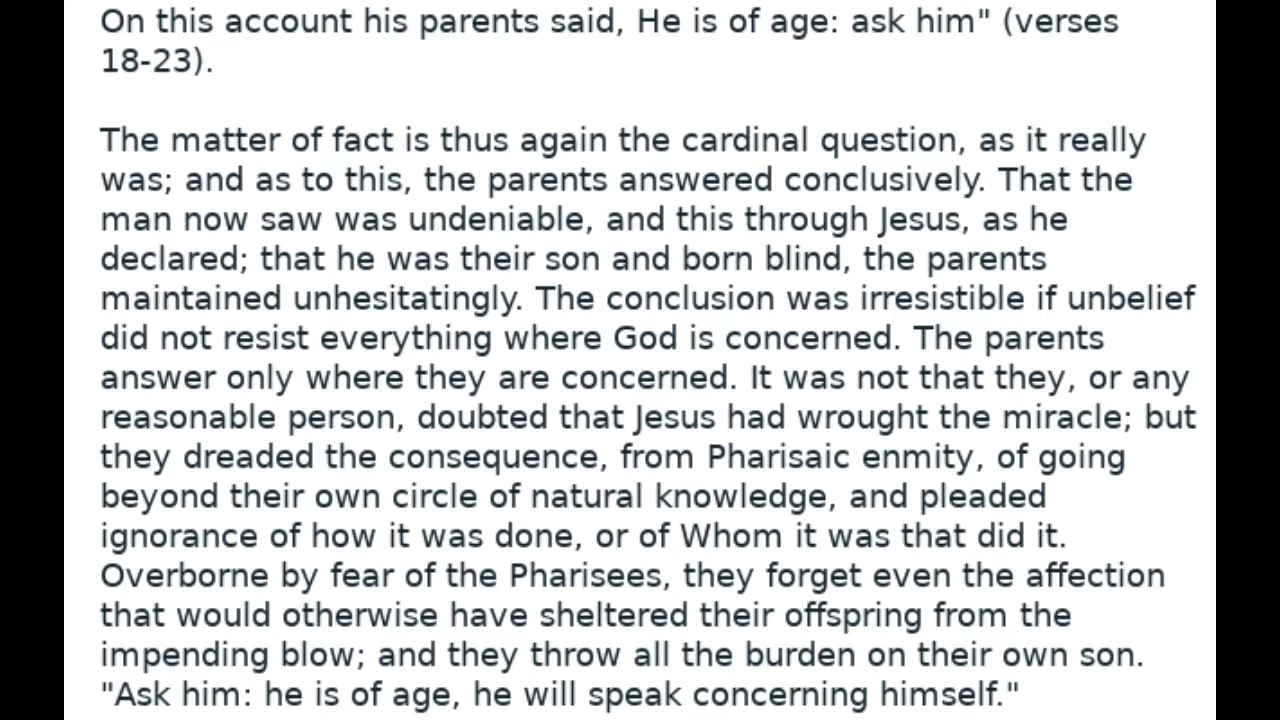 On this account his parents said, He is of age: ask him" (verses
18-23).
The matter of fact is thus again the cardinal question, as it really
was; and as to this, the parents answered conclusively. That the
man now saw was undeniable, and this through Jesus, as he
declared; that he was their son and born blind, the parents
maintained unhesitatingly. The conclusion was irresistible if unbelief
did not resist everything where God is concerned. The parents
answer only where they are concerned. It was not that they, or any
reasonable person, doubted that Jesus had wrought the miracle; but
they dreaded the consequence, from Pharisaic enmity, of going
beyond their own circle of natural knowledge, and pleaded
ignorance of how it was done, or of Whom it was that did it.
Overborne by fear of the Pharisees, they forget even the affection
that would otherwise have sheltered their offspring from the
impending blow; and they throw all the burden on their own son.
"Ask him: he is of age, he will speak concerning himself."